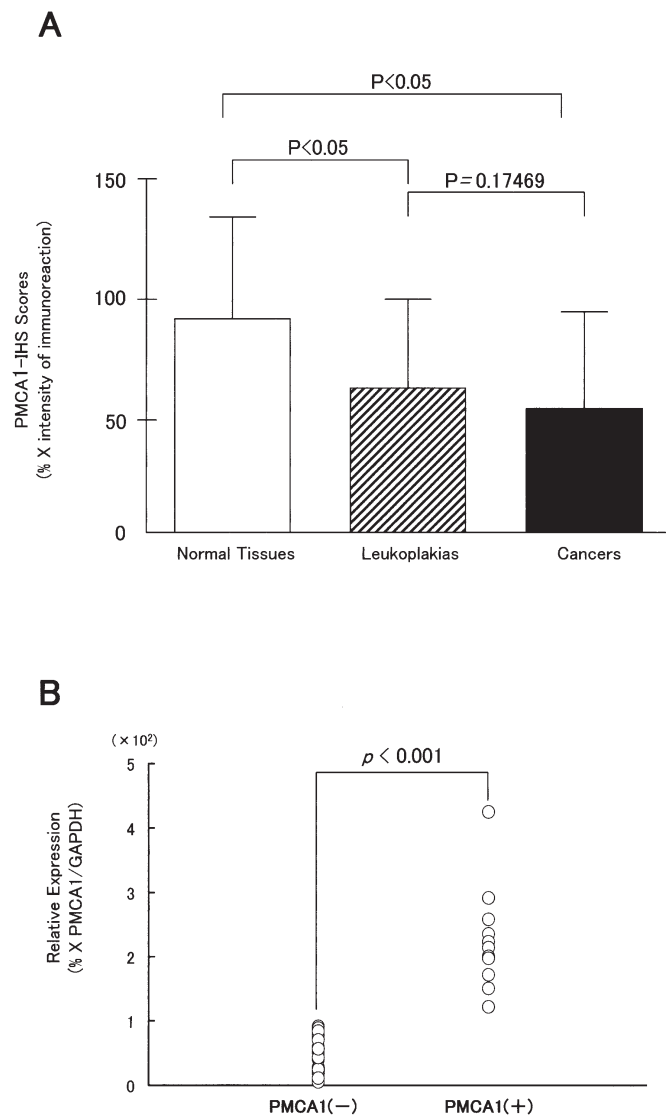 A
P<0.05
P<0.05
P=0.17469
150
100
50
0
PMCA1-IHS Scores
(% X intensity of immunoreaction)
Normal Tissues
Leukoplakias
Cancers
B
(×10²)
p < 0.001
5
4
3
2
1
0
Relative Expression
(% X PMCA1/GAPDH)
PMCA1(−)
PMCA1(+)